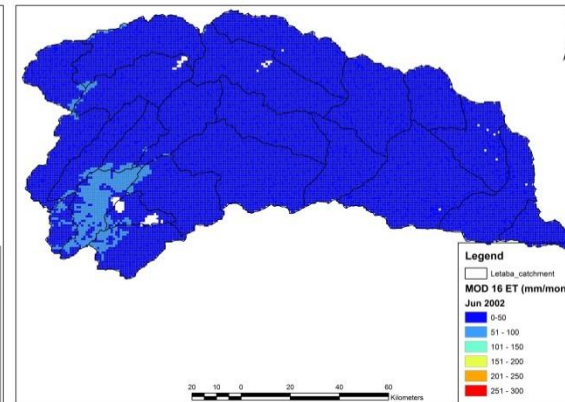 Legend
Letaba_catchment
MOD 16 ET (mm/mon
Jun 2002
0-50
51 - 100
101 - 150
151 - 200
201 - 250
251 - 300
20 10 0 20 40 60
Kilometers